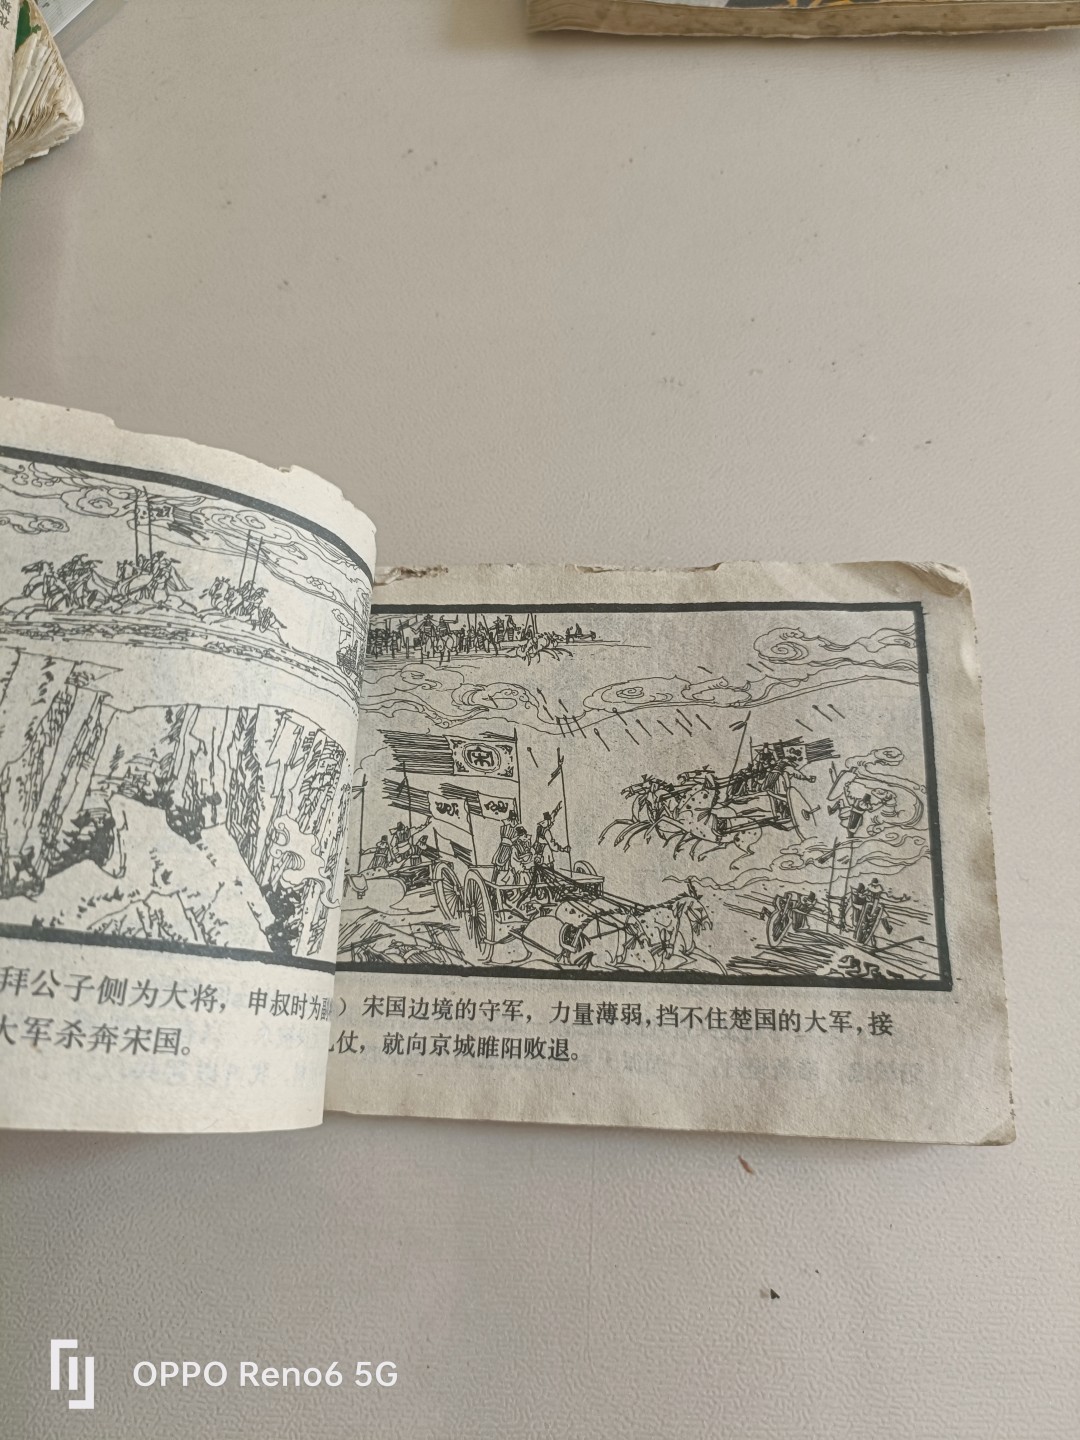 拜公子侧为大将，申叔时为副
大军杀奔宋国。
）宋国边境的守军，力量薄弱，挡不住楚国的大军，接
仗，就向京城睢阳败退。
宋
OPPO Reno6 5G